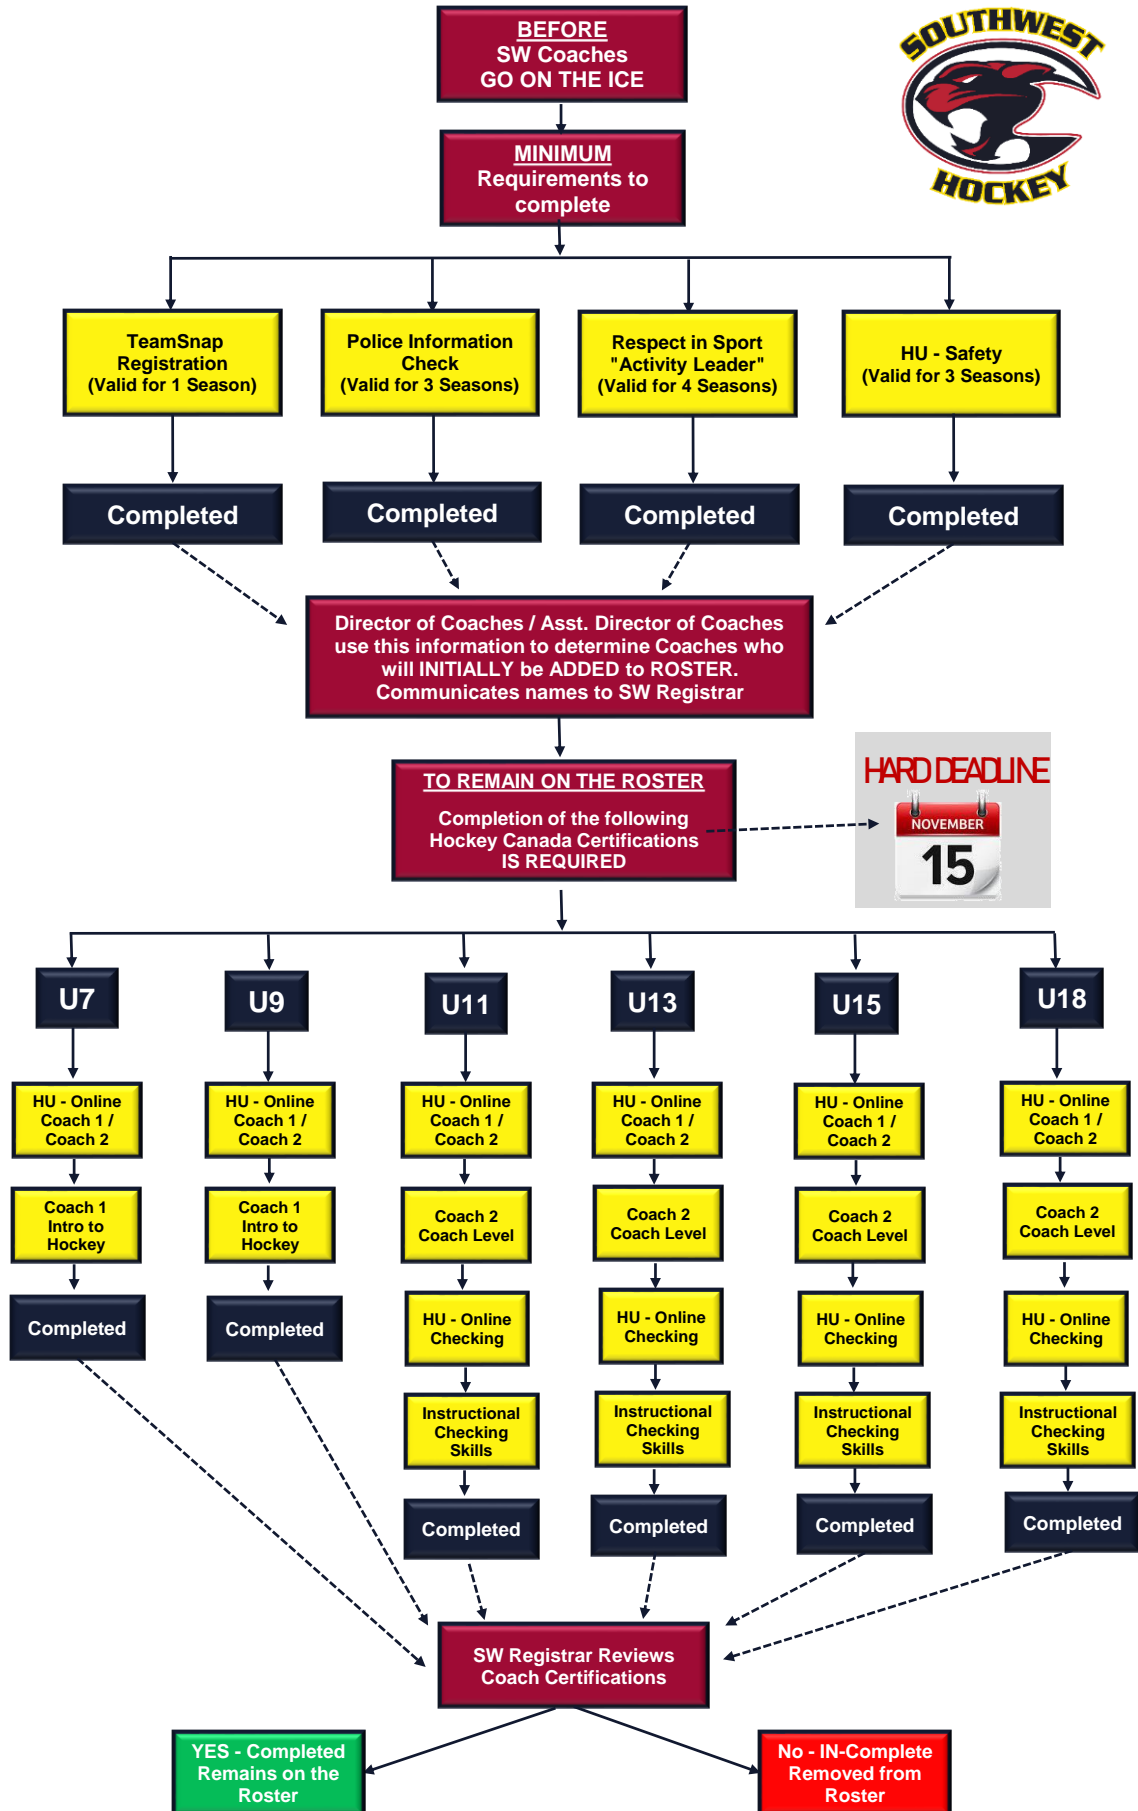 BEFORE
SW Coaches
GO ON THE ICE
SOUTHWEST
HOCKEY
MINIMUM
Requirements to
complete
TeamSnap
Registration
(Valid for 1 Season)
Police Information
Check
(Valid for 3 Seasons)
Respect in Sport
"Activity Leader"
(Valid for 4 Seasons)
HU - Safety
(Valid for 3 Seasons)
Completed
Completed
Completed
Completed
Director of Coaches / Asst. Director of Coaches
use this information to determine Coaches who
will INITIALLY be ADDED to ROSTER.
Communicates names to SW Registrar
TO REMAIN ON THE ROSTER
Completion of the following
Hockey Canada Certifications
IS REQUIRED
HARD DEADLINE
NOVEMBER
15
U7
U9
U11
U13
U15
U18
HU - Online
Coach 1 /
Coach 2
HU - Online
Coach 1 /
Coach 2
HU - Online
Coach 1 /
Coach 2
HU - Online
Coach 1 /
Coach 2
HU - Online
Coach 1 /
Coach 2
HU - Online
Coach 1 /
Coach 2
Coach 1
Intro to
Hockey
Coach 1
Intro to
Hockey
Coach 2
Coach Level
Coach 2
Coach Level
Coach 2
Coach Level
Coach 2
Coach Level
Completed
Completed
HU - Online
Checking
HU - Online
Checking
HU - Online
Checking
HU - Online
Checking
Instructional
Checking
Skills
Instructional
Checking
Skills
Instructional
Checking
Skills
Instructional
Checking
Skills
Completed
Completed
Completed
Completed
SW Registrar Reviews
Coach Certifications
YES - Completed
Remains on the
Roster
No - IN-Complete
Removed from
Roster